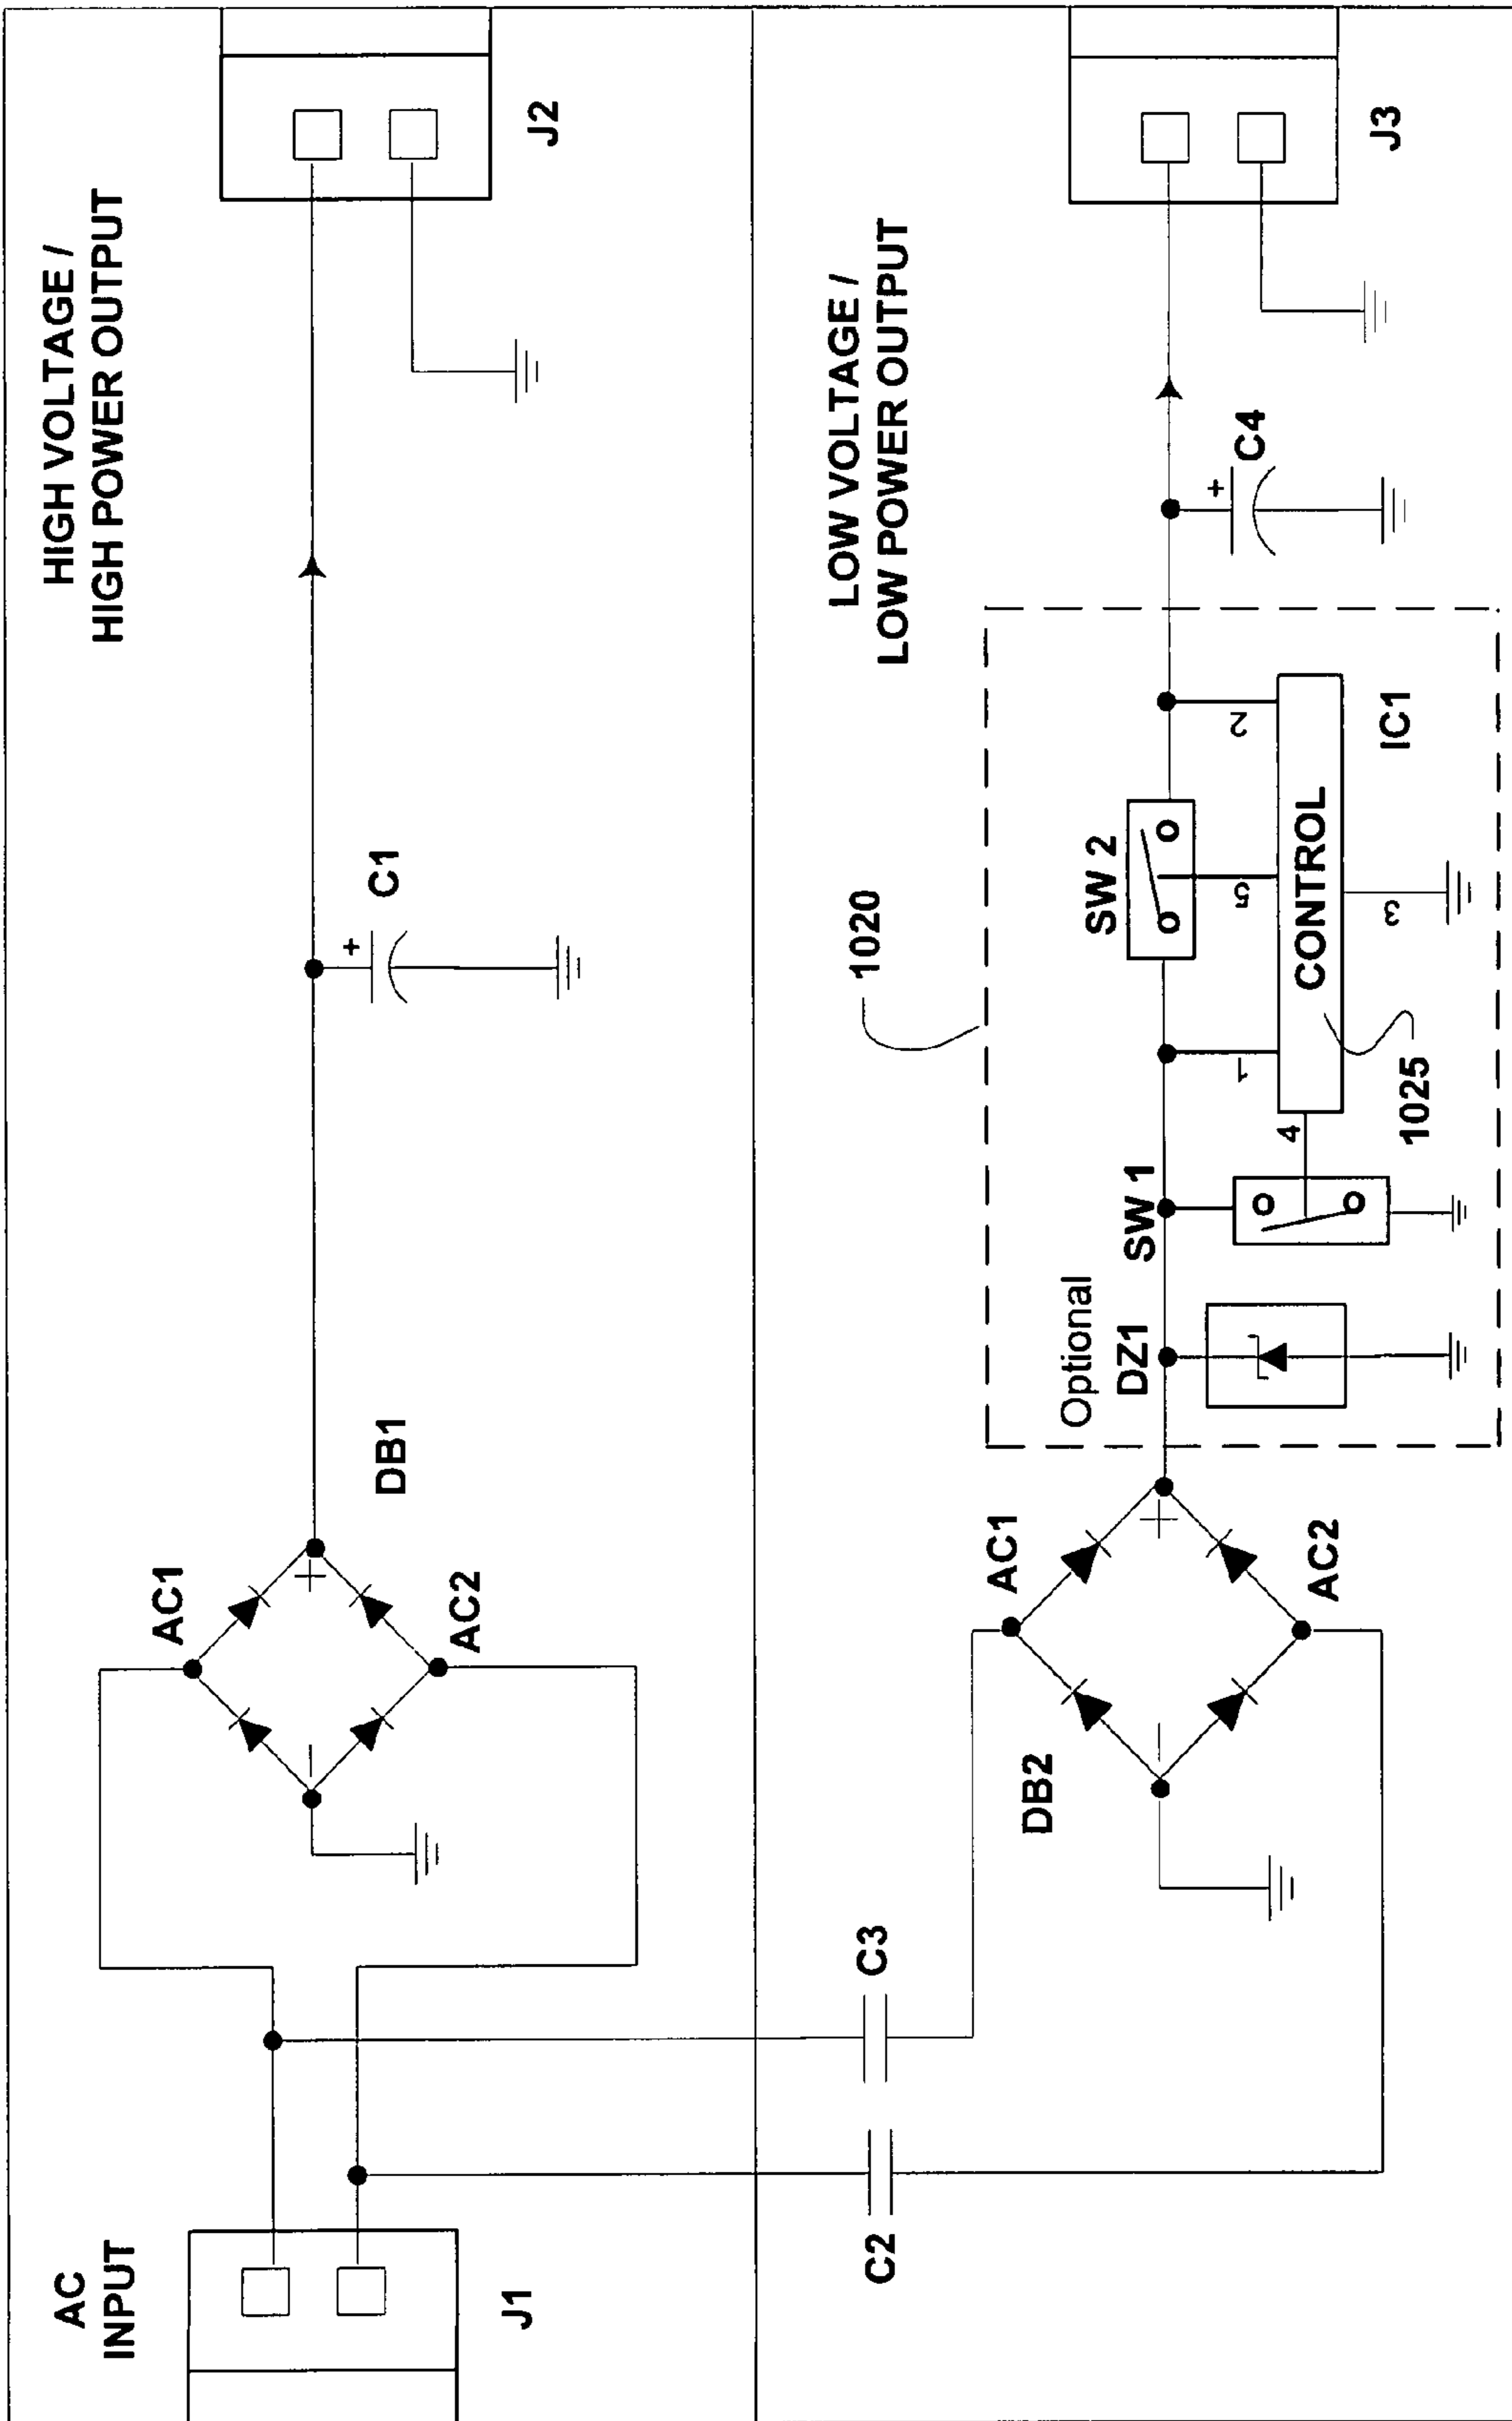 AC
INPUT
J1
AC1
AC2
+
—
DB1
+
C1
HIGH VOLTAGE /
HIGH POWER OUTPUT
J2
C2
C3
DB2
AC1
AC2
+
—
Optional
DZ1
SW 1
4
1
1025
1020
SW 2
5
CONTROL
3
2
IC1
LOW VOLTAGE /
LOW POWER OUTPUT
+
C4
J3